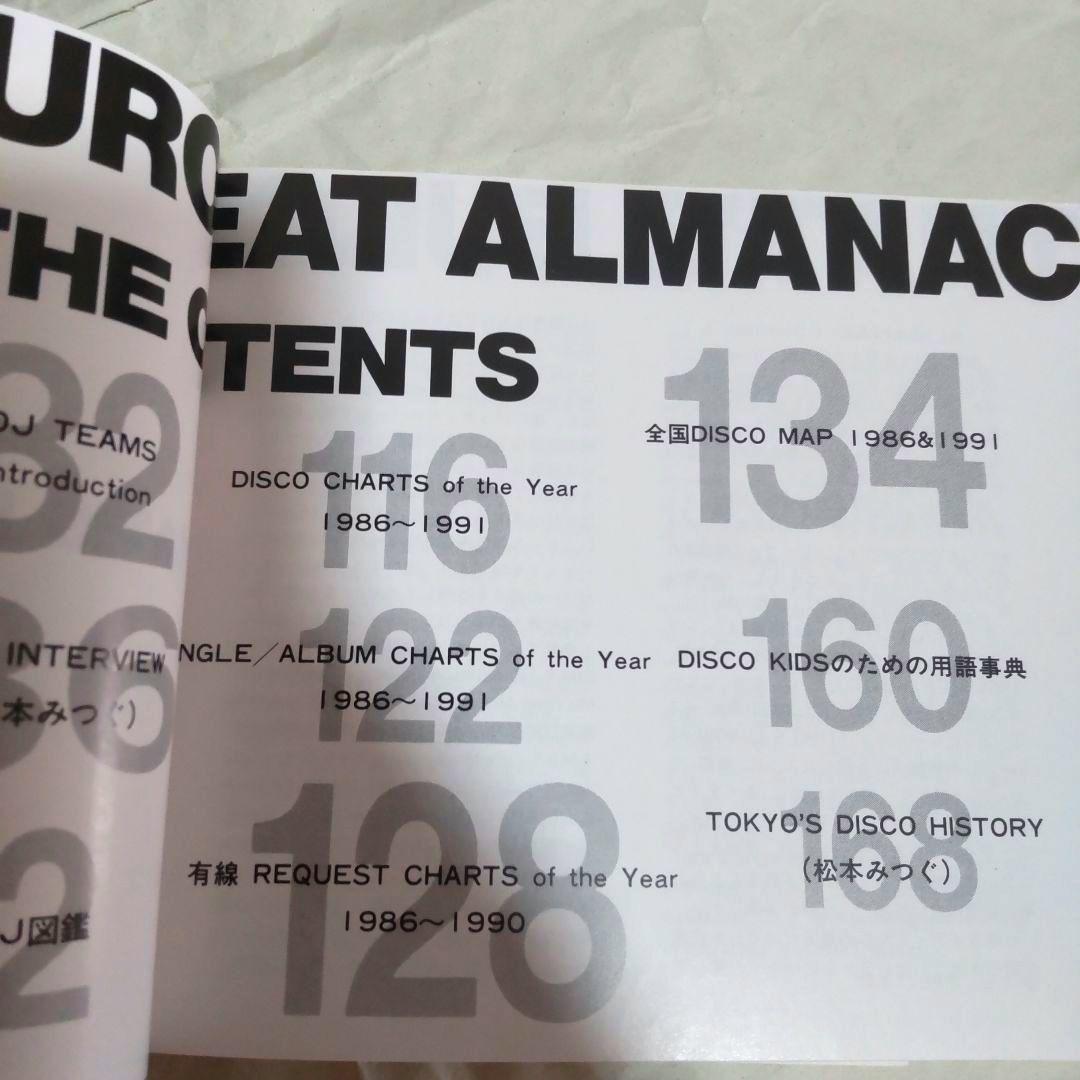 URO
EAT ALMANAC
THE CO
TENTS
82
DJ TEAMS
ntroduction
INTERVIEW
本みつぐ)
J図鑑
116
DISCO CHARTS of the Year
1986〜1991
122
NGLE/ALBUM CHARTS of the Year
1986〜1991
128
有線 REQUEST CHARTS of the Year
1986〜1990
134
全国DISCO MAP 1986&1991
160
DISCO KIDSのための用語事典
168
TOKYO'S DISCO HISTORY
(松本みつぐ)